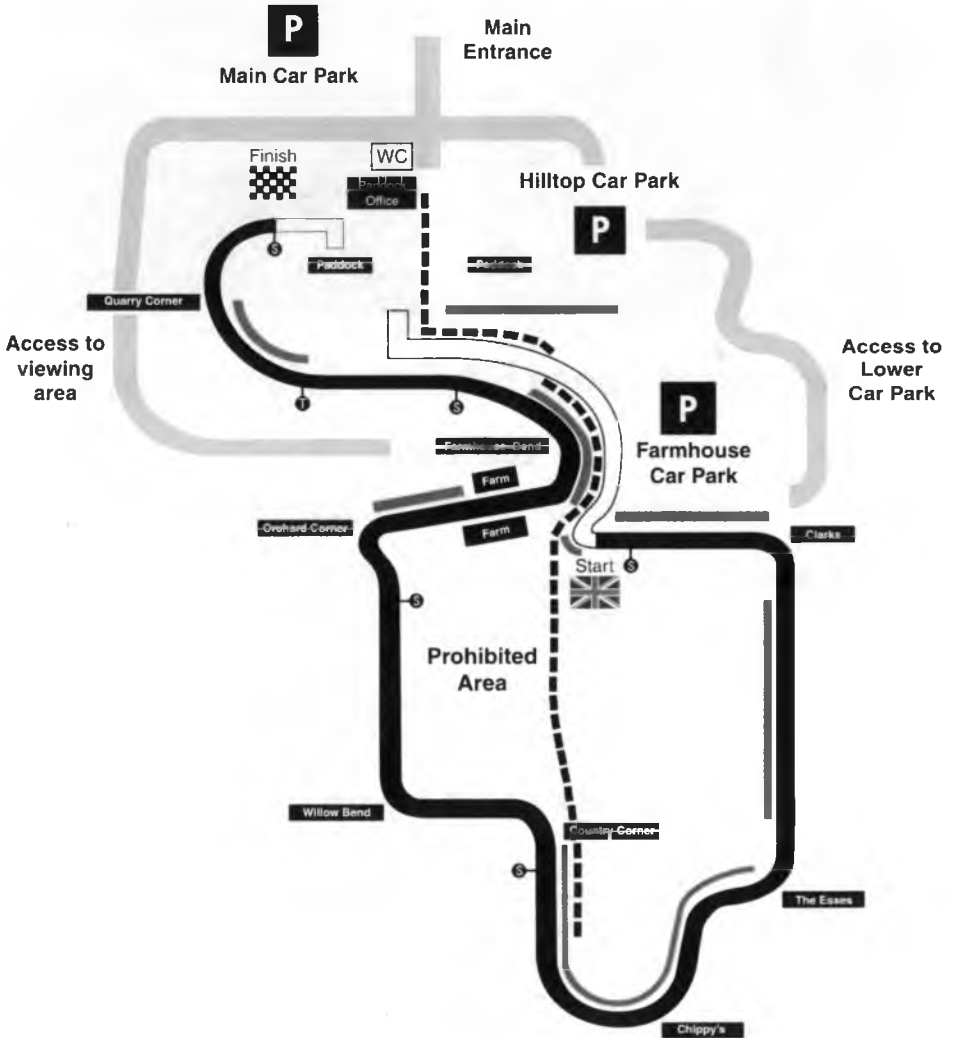 P
Main
Entrance
Main Car Park
Finish
WC
Paddock
Office
Hilltop Car Park
P
S
Paddock
Paddock
Quarry Corner
Access to
viewing
area
Access to
Lower
Car Park
T
S
P
Farmhouse Bend
Farmhouse
Car Park
Farm
Orchard Corner
Farm
Clarks
Start
S
S
Prohibited
Area
Willow Bend
Country Corner
S
The Esses
Chippy's